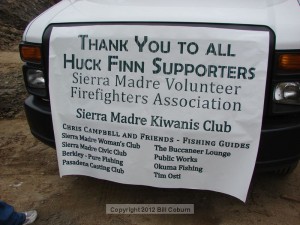 THANK YOU TO ALL
HUCK FINN SUPPORTERS
Sierra Madre Volunteer
Firefighters Association
Sierra Madre Kiwanis Club
CHRIS CAMPBELL AND FRIENDS - FISHING GUIDES
Sierra Madre Woman's Club
Sierra Madre Civic Club
Berkley - Pure Fishing
Pasadena Casting Club
The Buccaneer Lounge
Public Works
Okuma Fishing
Tim Osti
Copyright 2012 Bill Coburn